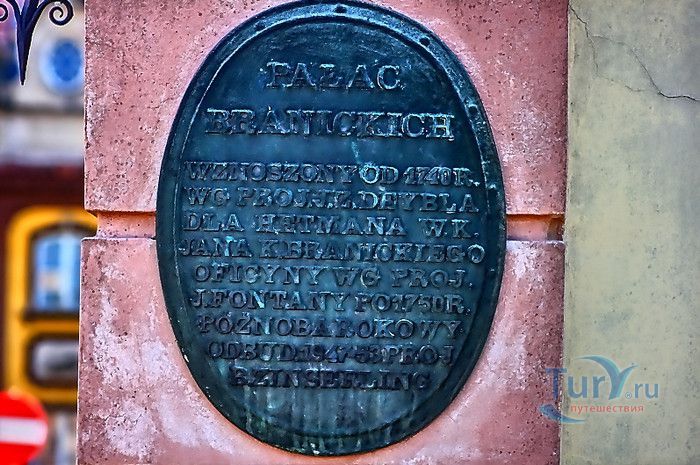 PAŁAC
BRANICKICH
WZNOSZONY OD 1740 R.
WG PROJ. J.Z. DEYBLA
DLA HETMANA W.K.
JANA K. BRANICKIEGO
OFICYNY WG PROJ.
J. FONTANY PO 1750 R.
PÓŹNOBAROKOWY
ODBUD. 1947-53 PROJ
B. ZINSERLING
TurY.ru
путешествия